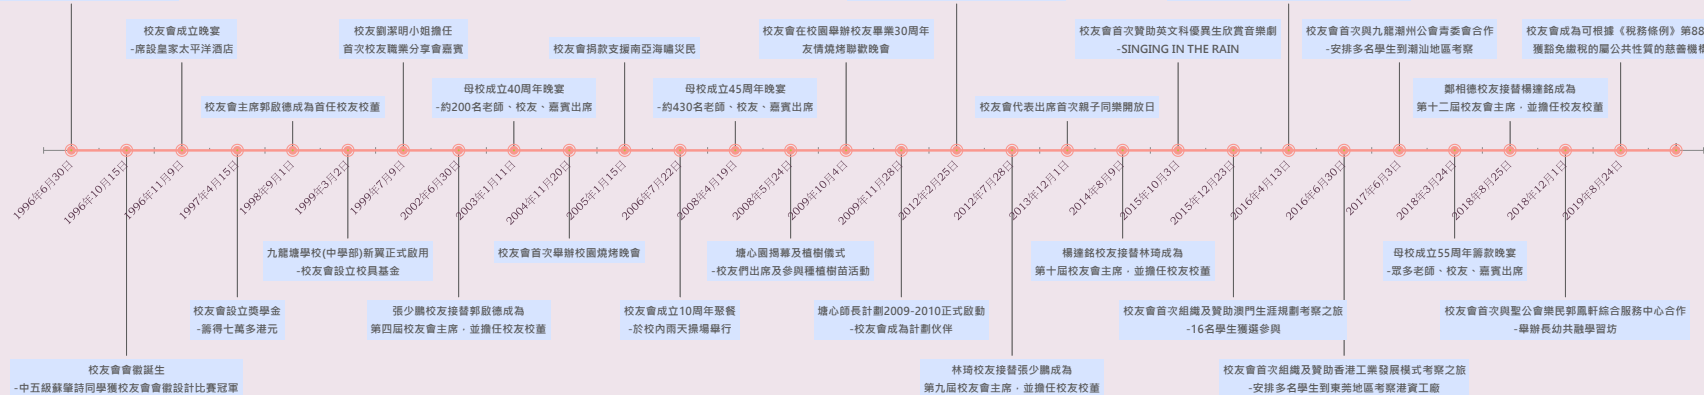 校友會成立晚宴
-席設皇家太平洋酒店
校友劉潔明小姐擔任
首次校友職業分享會嘉賓
校友會捐款支援南亞海嘯災民
校友會在校園舉辦校友畢業30周年
友情燒烤聯歡晚會
校友會首次贊助英文科優異生欣賞音樂劇
-SINGING IN THE RAIN
校友會首次與九龍潮州公會青委會合作
-安排多名學生到潮汕地區考察
校友會成為可根據《稅務條例》第88
獲豁免繳稅的屬公共性質的慈善機構
校友會主席郭啟德成為首任校友校董
母校成立40周年晚宴
-約200名老師、校友、嘉賓出席
母校成立45周年晚宴
-約430名老師、校友、嘉賓出席
校友會代表出席首次親子同樂開放日
鄭相德校友接替楊達銘成為
第十二屆校友會主席，並擔任校友校董
1996年6月30日
1996年10月15日
1996年11月9日
1997年4月15日
1998年9月1日
1999年3月2日
1999年7月9日
2002年6月30日
2003年1月11日
2004年11月20日
2005年1月15日
2006年7月22日
2008年4月19日
2008年5月24日
2009年10月4日
2009年11月28日
2012年2月25日
2012年7月28日
2013年12月1日
2014年8月9日
2015年10月3日
2015年12月23日
2016年4月13日
2016年6月30日
2017年6月3日
2018年3月24日
2018年8月25日
2018年12月1日
2019年8月24日
九龍塘學校(中學部)新翼正式啟用
-校友會設立校具基金
校友會首次舉辦校園燒烤晚會
塘心園揭幕及植樹儀式
-校友們出席及參與種植樹苗活動
楊達銘校友接替林琦成為
第十屆校友會主席，並擔任校友校董
母校成立55周年籌款晚宴
-眾多老師、校友、嘉賓出席
校友會設立獎學金
-籌得七萬多港元
張少鵬校友接替郭啟德成為
第四屆校友會主席，並擔任校友校董
校友會成立10周年聚餐
-於校內雨天操場舉行
塘心師長計劃2009-2010正式啟動
-校友會成為計劃伙伴
校友會首次組織及贊助澳門生涯規劃考察之旅
-16名學生獲選參與
校友會首次與聖公會樂民郭鳳軒綜合服務中心合作
-舉辦長幼共融學習坊
校友會會徽誕生
-中五級蘇肇詩同學獲校友會會徽設計比賽冠軍
林琦校友接替張少鵬成為
第九屆校友會主席，並擔任校友校董
校友會首次組織及贊助香港工業發展模式考察之旅
-安排多名學生到東莞地區考察港資工廠